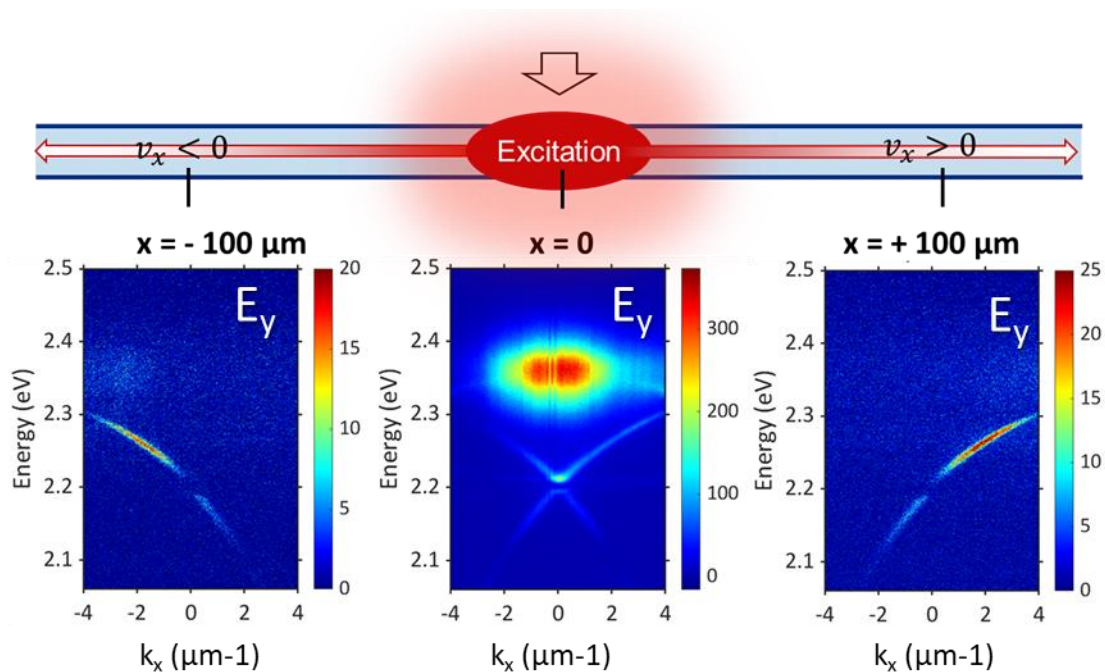 Excitation
v_x < 0
v_x > 0
x = - 100 µm
x = 0
x = + 100 µm
2.5
2.4
2.3
2.2
2.1
Energy (eV)
E_y
20
15
10
5
0
-4 -2 0 2 4
k_x (µm-1)
2.5
2.4
2.3
2.2
2.1
Energy (eV)
E_y
300
200
100
0
-4 -2 0 2 4
k_x (µm-1)
2.5
2.4
2.3
2.2
2.1
Energy (eV)
E_y
25
20
15
10
5
0
-4 -2 0 2 4
k_x (µm-1)